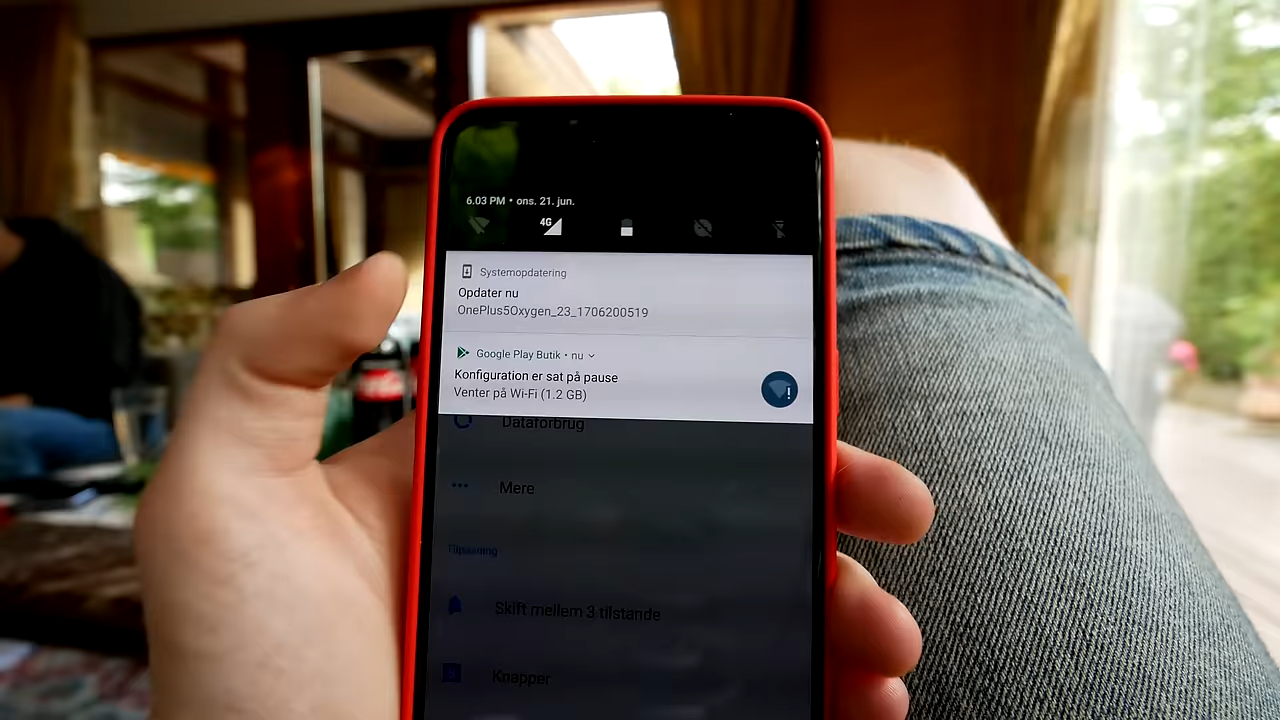 6.03 PM • ons. 21. jun.
4G
Systemopdatering
Opdater nu
OnePlus5Oxygen_23_1706200519
Google Play Butik • nu
Konfiguration er sat på pause
Venter på Wi-Fi (1.2 GB)
Dataforbrug
Mere
Tilpasning
Skift mellem 3 tilstande
Knapper